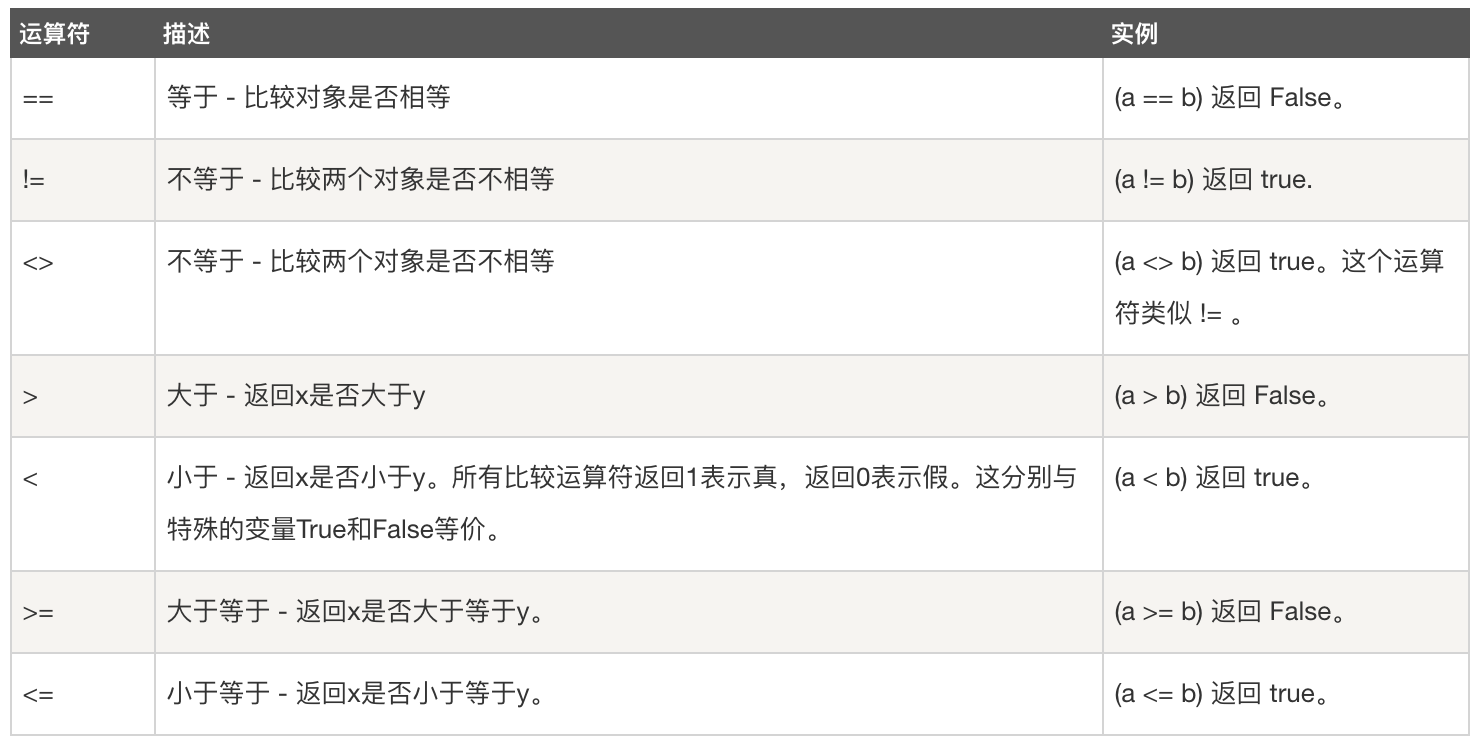 运算符 描述 实例
== 等于 - 比较对象是否相等 (a == b) 返回 False。
!= 不等于 - 比较两个对象是否不相等 (a != b) 返回 true.
<> 不等于 - 比较两个对象是否不相等 (a <> b) 返回 true。这个运算
符类似 != 。
> 大于 - 返回x是否大于y (a > b) 返回 False。
< 小于 - 返回x是否小于y。所有比较运算符返回1表示真，返回0表示假。这分别与 (a < b) 返回 true。
特殊的变量True和False等价。
>= 大于等于 - 返回x是否大于等于y。 (a >= b) 返回 False。
<= 小于等于 - 返回x是否小于等于y。 (a <= b) 返回 true。